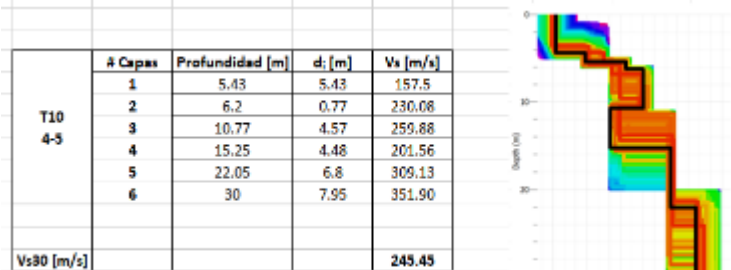 # Capas Profundidad [m] di [m] Vs [m/s]
T10
4-5
1 5.43 5.43 157.5
2 6.2 0.77 230.08
3 10.77 4.57 259.88
4 15.25 4.48 201.56
5 22.05 6.8 309.13
6 30 7.95 351.90
Vs30 [m/s] 245.45
0
10
20
Depth (m)